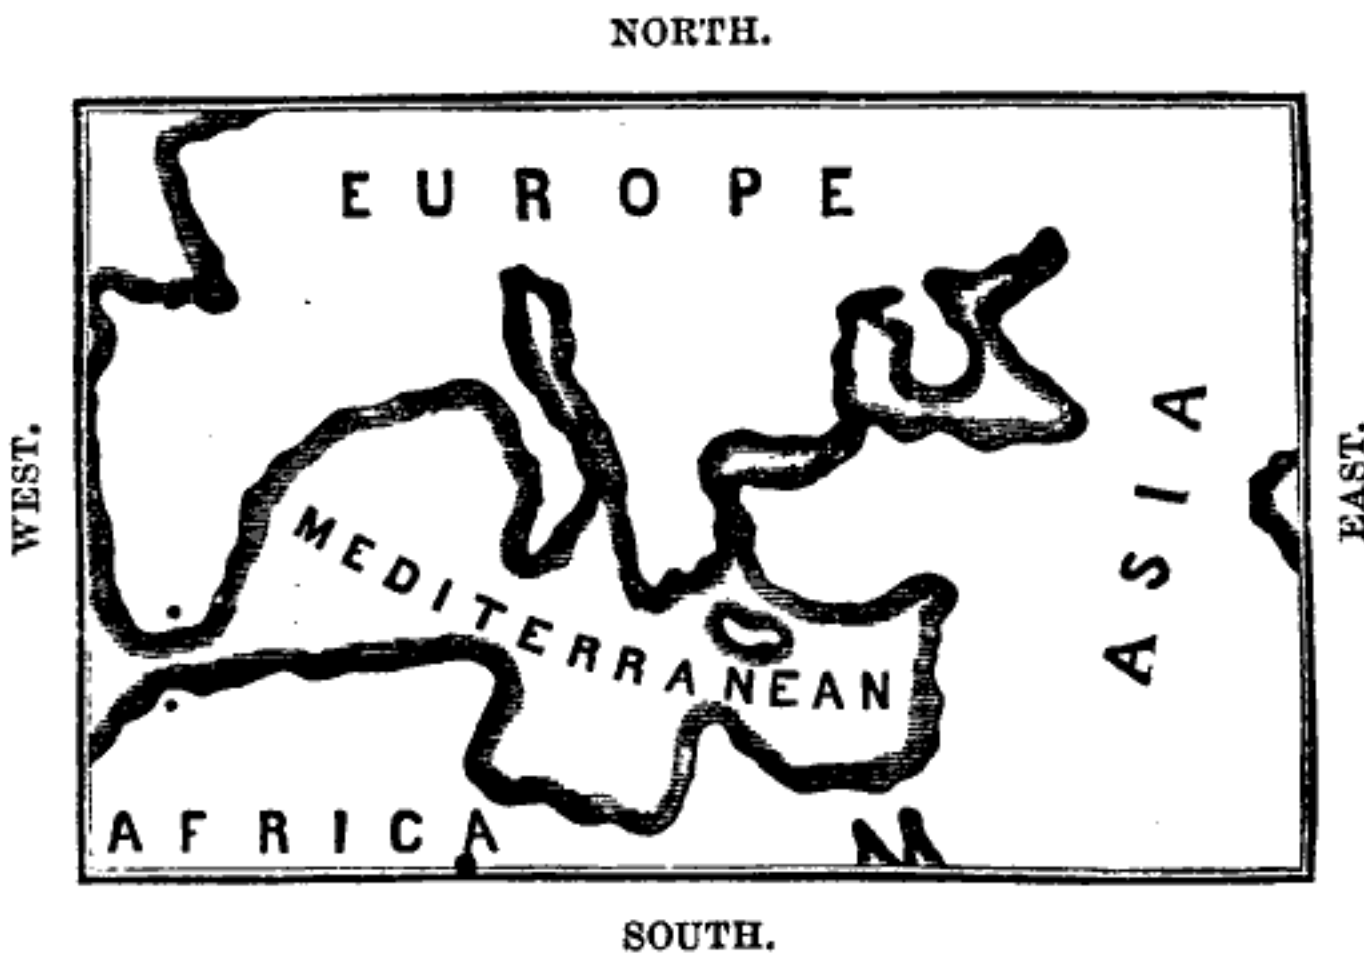 NORTH.
EUROPE
WEST.
EAST.
ASIA
MEDITERRANEAN
AFRICA
SOUTH.